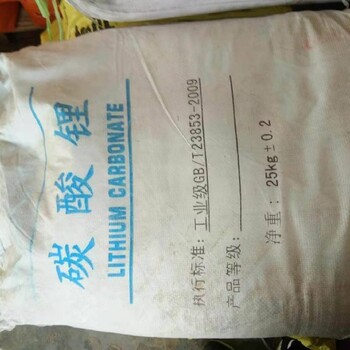 碳酸锂
LITHIUM CARBONATE
执行标准：工业级GB/T23853-2009
产品等级：
净重：25kg±0.2